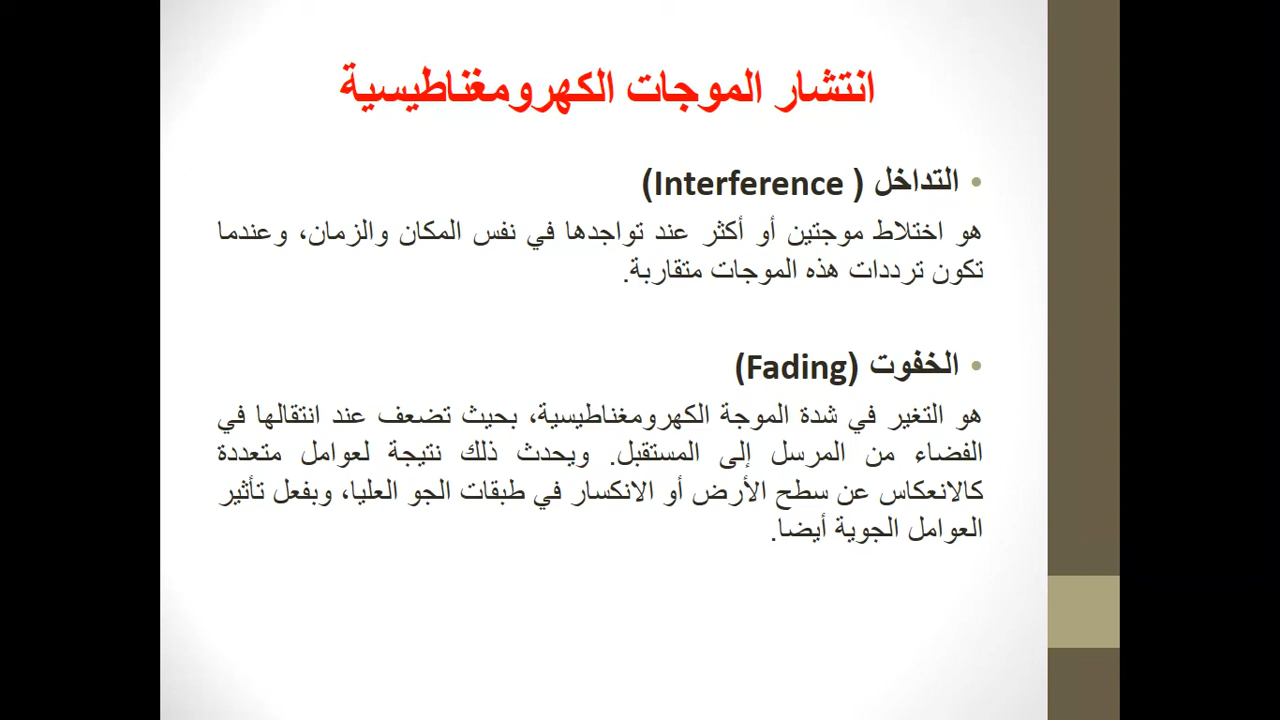 انتشار الموجات الكهرومغناطيسية
• التداخل (Interference )
هو اختلاط موجتين أو أكثر عند تواجدها في نفس المكان والزمان، وعندما
تكون ترددات هذه الموجات متقاربة.
• الخفوت (Fading)
هو التغير في شدة الموجة الكهرومغناطيسية، بحيث تضعف عند انتقالها في
الفضاء من المرسل إلى المستقبل. ويحدث ذلك نتيجة لعوامل متعددة
كالانعكاس عن سطح الأرض أو الانكسار في طبقات الجو العليا، وبفعل تأثير
العوامل الجوية أيضا.